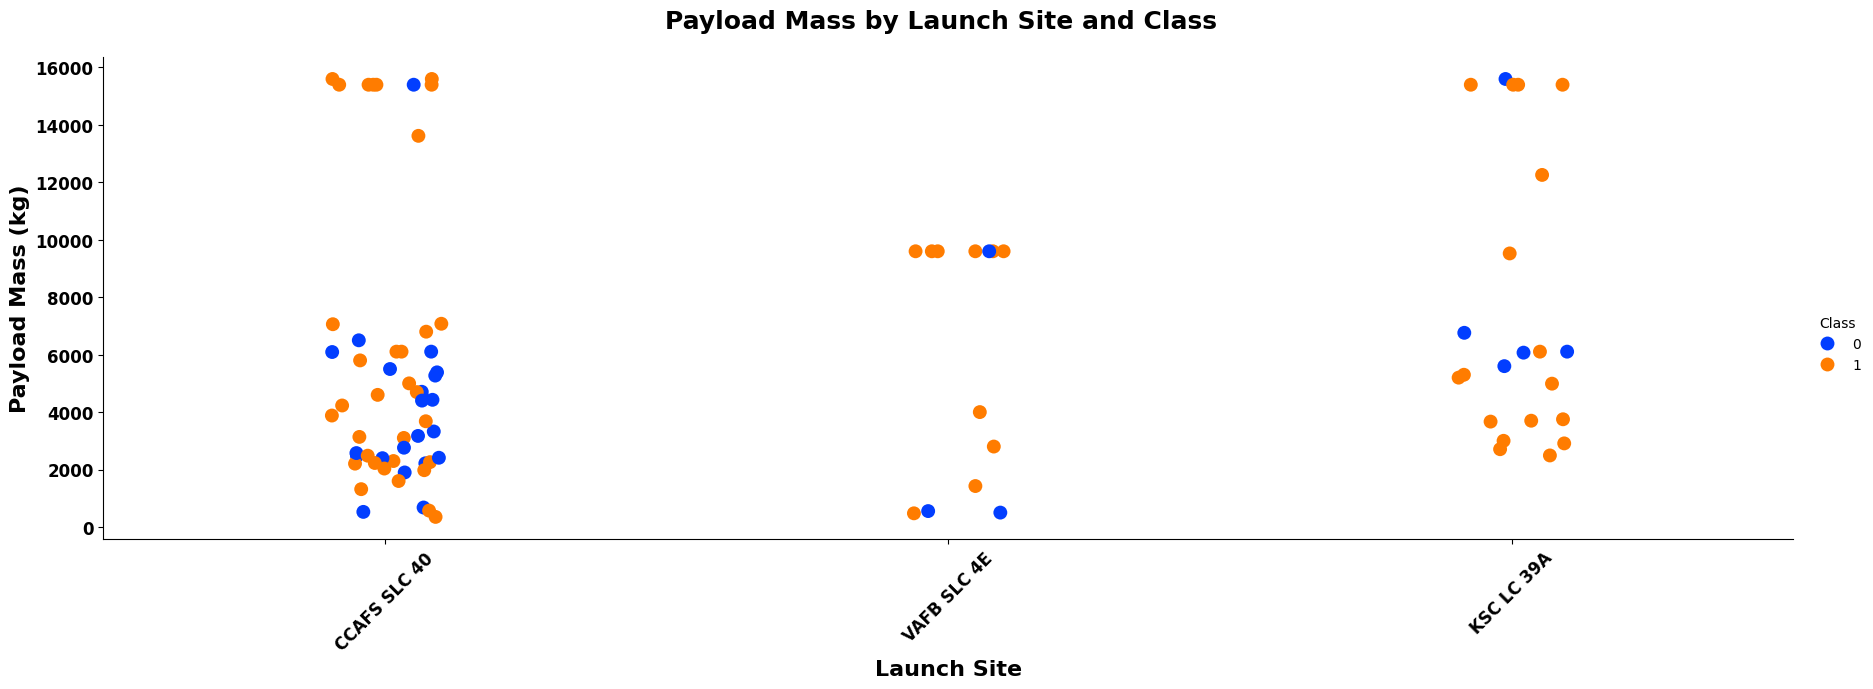 Payload Mass by Launch Site and Class
Payload Mass (kg)
16000
14000
12000
10000
8000
6000
4000
2000
0
CCAFS SLC 40
VAFB SLC 4E
KSC LC 39A
Launch Site
Class
0
1